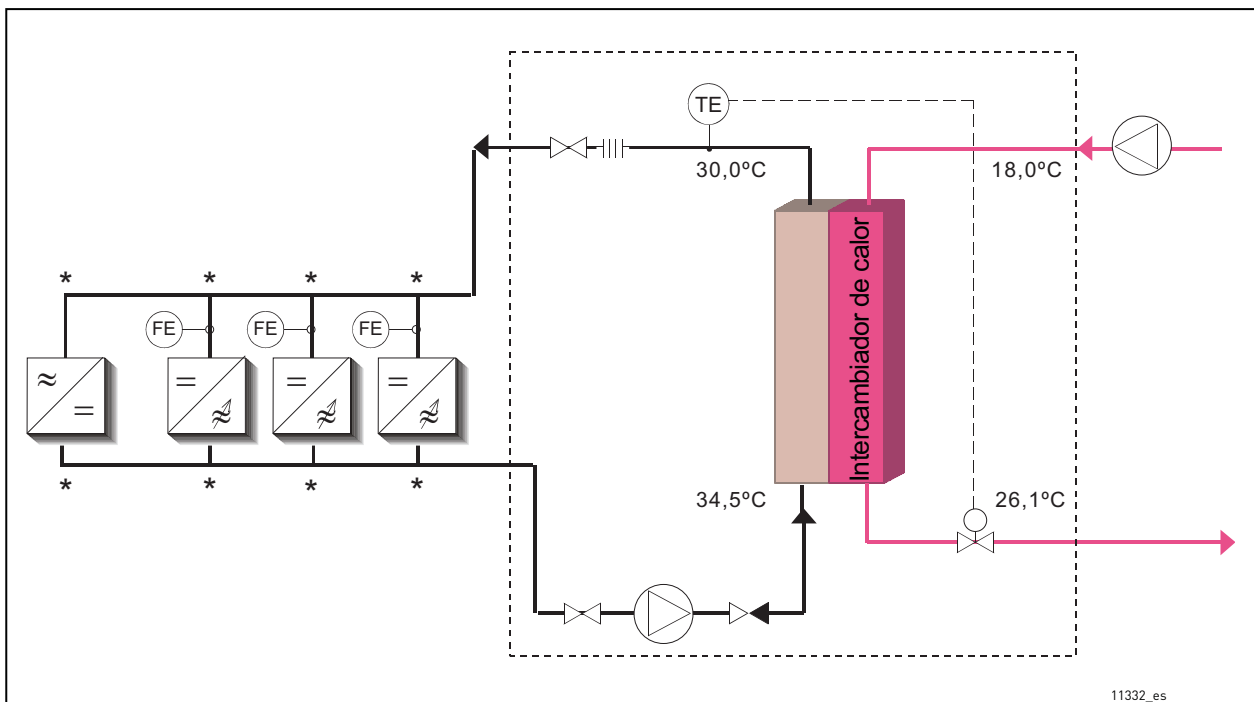 TE
30,0ºC
18,0ºC
* * * *
FE FE FE
≈ = = =
= ≈ ≈ ≈
Intercambiador de calor
* * * *
34,5ºC
26,1ºC
11332_es